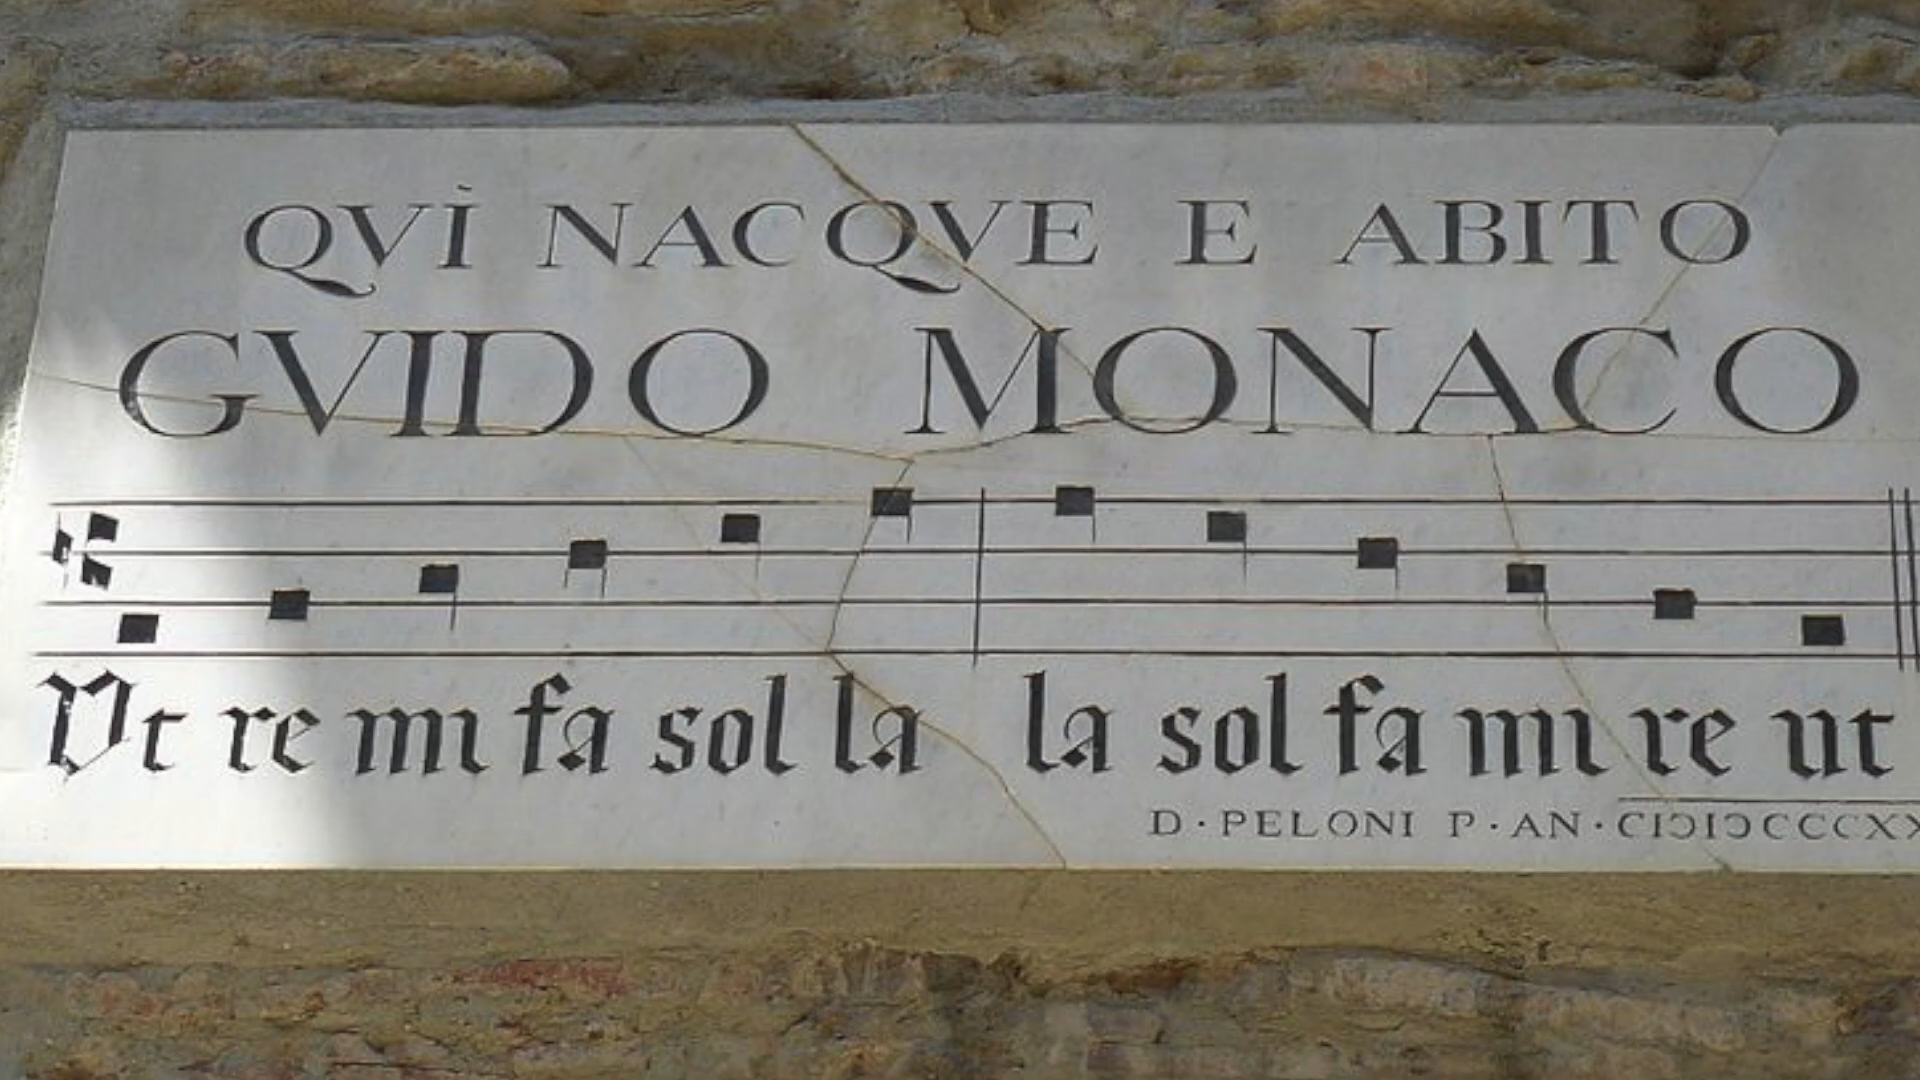 QVÌ NACQVE E ABITO
GVIDO MONACO
Vt re mi fa sol la la sol fa mi re ut
D · PELONI P · AN · CIↃIↃCCCCXX